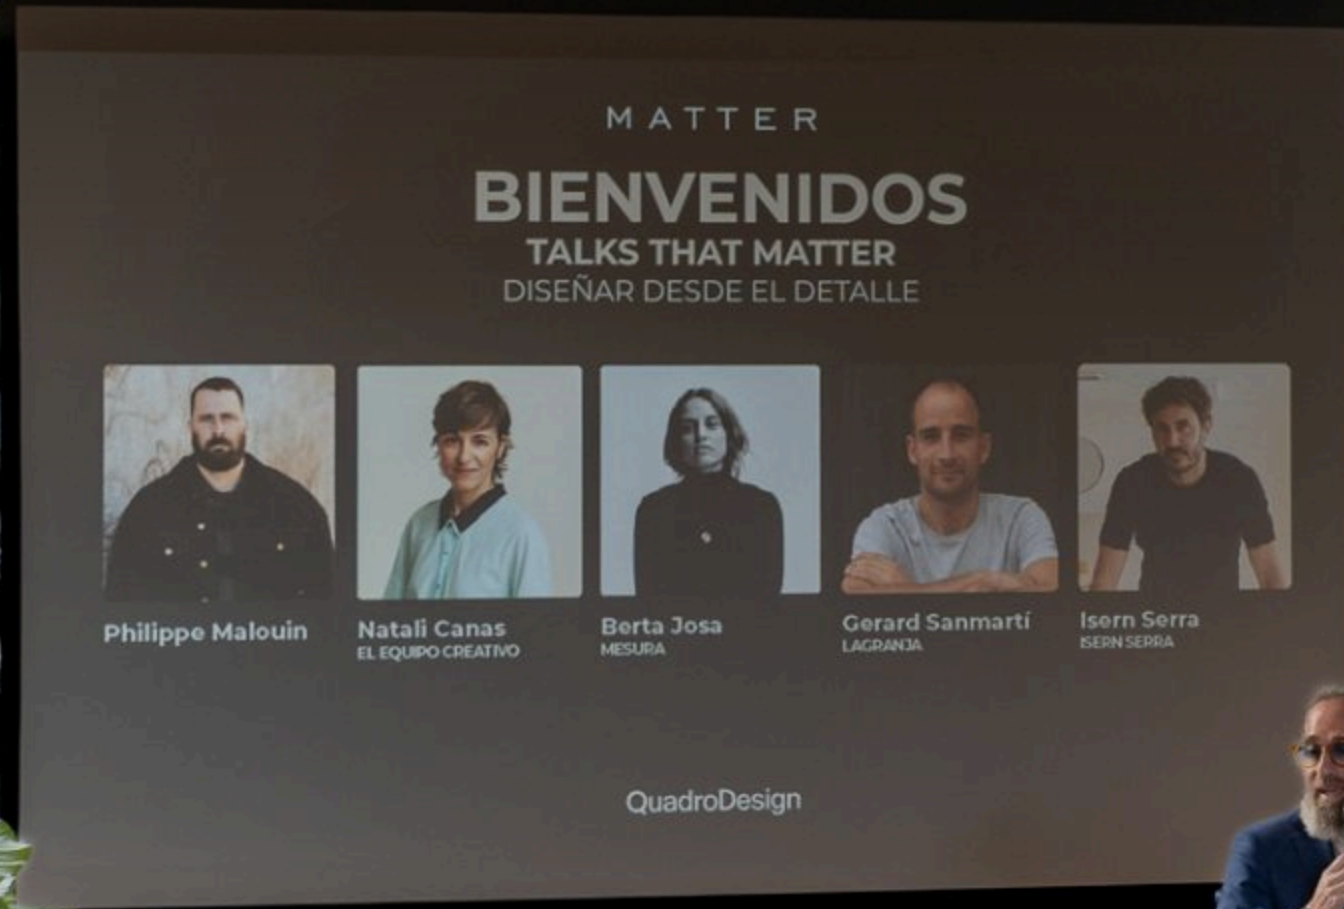 MATTER
BIENVENIDOS
TALKS THAT MATTER
DISEÑAR DESDE EL DETALLE
Philippe Malouin
Natali Canas
EL EQUIPO CREATIVO
Berta Josa
MESURA
Gerard Sanmartí
LAGRANJA
Isern Serra
ISERN SERRA
QuadroDesign